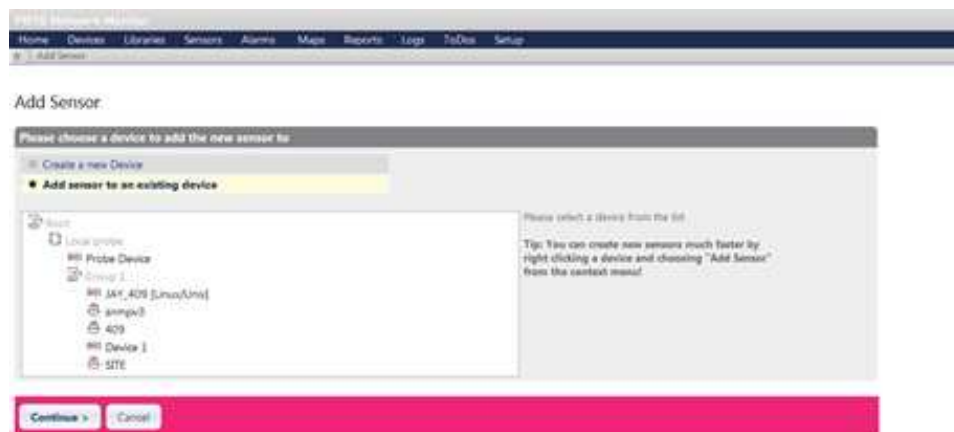 PRTG Network Monitor
Home Devices Libraries Sensors Alarms Maps Reports Logs ToDos Setup
Add Sensor
Add Sensor
Please choose a device to add the new sensor to
Create a new Device
Add sensor to an existing device
Root
Local probe
Probe Device
Group 1
JAY_409 [Linux/Unix]
snmpv3
409
Device 1
SITE
Please select a device from the list
Tip: You can create new sensors much faster by
right clicking a device and choosing "Add Sensor"
from the context menu!
Continue >
Cancel